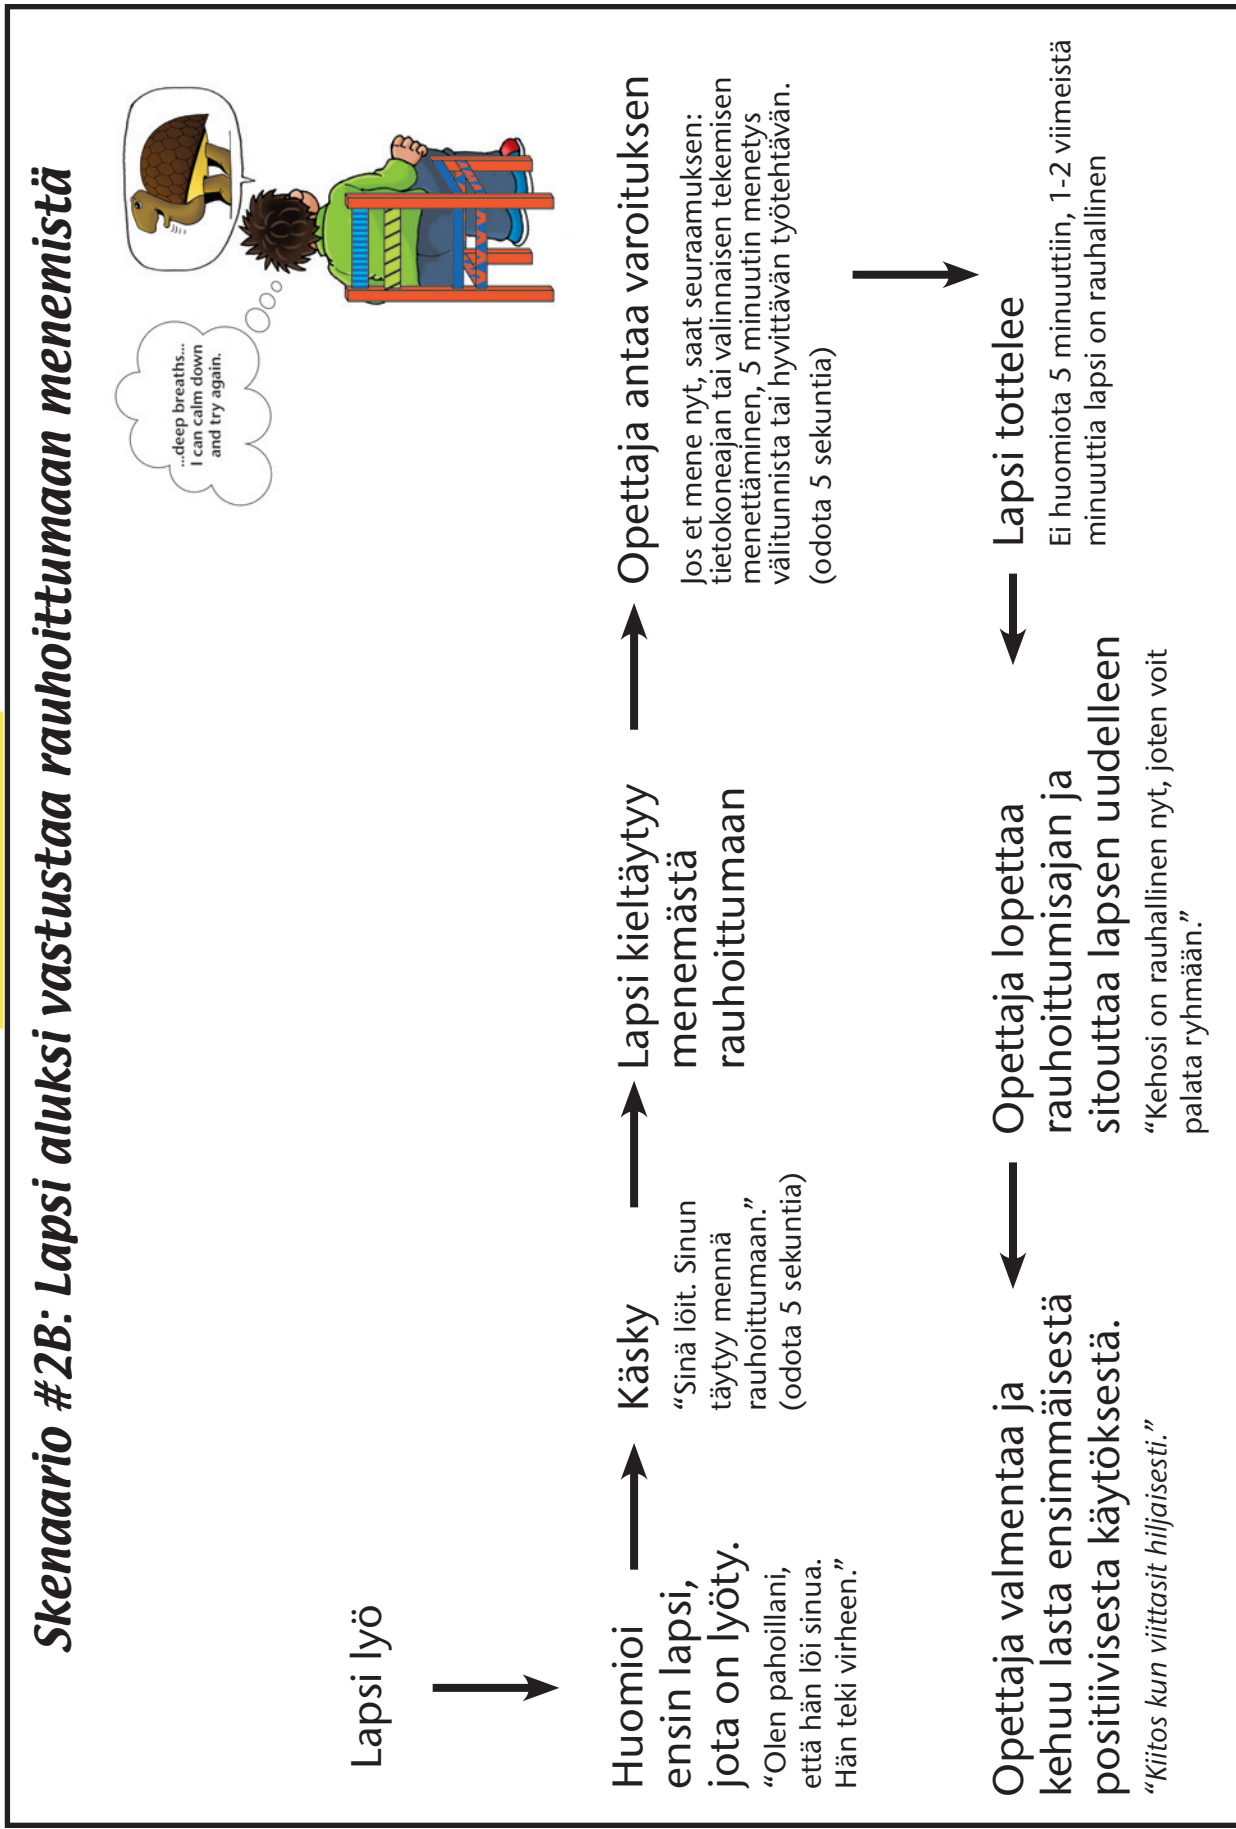 Skenaario #2B: Lapsi aluksi vastustaa rauhoittumaan menemistä
...deep breaths...
I can calm down
and try again.
Lapsi lyö
Huomioi
ensin lapsi,
jota on lyöty.
“Olen pahoillani,
että hän löi sinua.
Hän teki virheen.”
Käsky
“Sinä löit. Sinun
täytyy mennä
rauhoittumaan.”
(odota 5 sekuntia)
Lapsi kieltäytyy
menemästä
rauhoittumaan
Opettaja antaa varoituksen
Jos et mene nyt, saat seuraamuksen:
tietokoneajan tai valinnaisen tekemisen
menettäminen, 5 minuutin menetys
välitunnista tai hyvittävän työtehtävän.
(odota 5 sekuntia)
Lapsi tottelee
Ei huomiota 5 minuuttiin, 1-2 viimeistä
minuuttia lapsi on rauhallinen
Opettaja lopettaa
rauhoittumisajan ja
sitouttaa lapsen uudelleen
“Kehosi on rauhallinen nyt, joten voit
palata ryhmään.”
Opettaja valmentaa ja
kehuu lasta ensimmäisestä
positiivisesta käytöksestä.
“Kiitos kun viittasit hiljaisesti.”